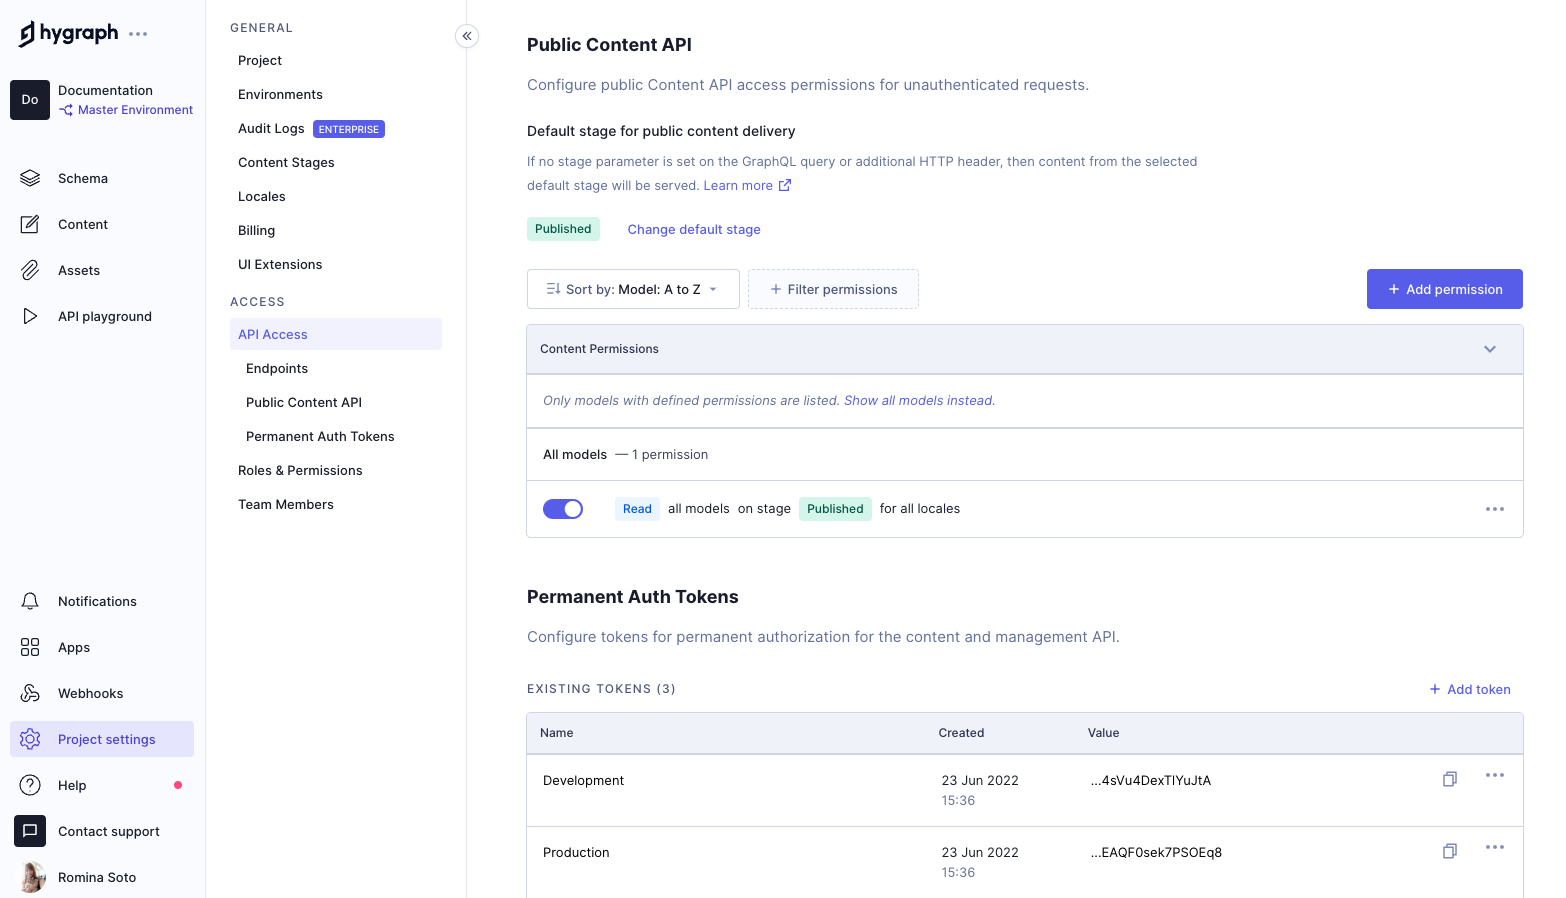 hygraph
Do
Documentation
Master Environment
Schema
Content
Assets
API playground
Notifications
Apps
Webhooks
Project settings
Help
Contact support
Romina Soto
GENERAL
Project
Environments
Audit Logs ENTERPRISE
Content Stages
Locales
Billing
UI Extensions
ACCESS
API Access
Endpoints
Public Content API
Permanent Auth Tokens
Roles & Permissions
Team Members
Public Content API
Configure public Content API access permissions for unauthenticated requests.
Default stage for public content delivery
If no stage parameter is set on the GraphQL query or additional HTTP header, then content from the selected
default stage will be served. Learn more
Published Change default stage
Sort by: Model: A to Z + Filter permissions + Add permission
Content Permissions
Only models with defined permissions are listed. Show all models instead.
All models — 1 permission
Read all models on stage Published for all locales
Permanent Auth Tokens
Configure tokens for permanent authorization for the content and management API.
EXISTING TOKENS (3) + Add token
Name Created Value
Development 23 Jun 2022 ...4sVu4DexTlYuJtA
15:36
Production 23 Jun 2022 ...EAQF0sek7PSOEq8
15:36